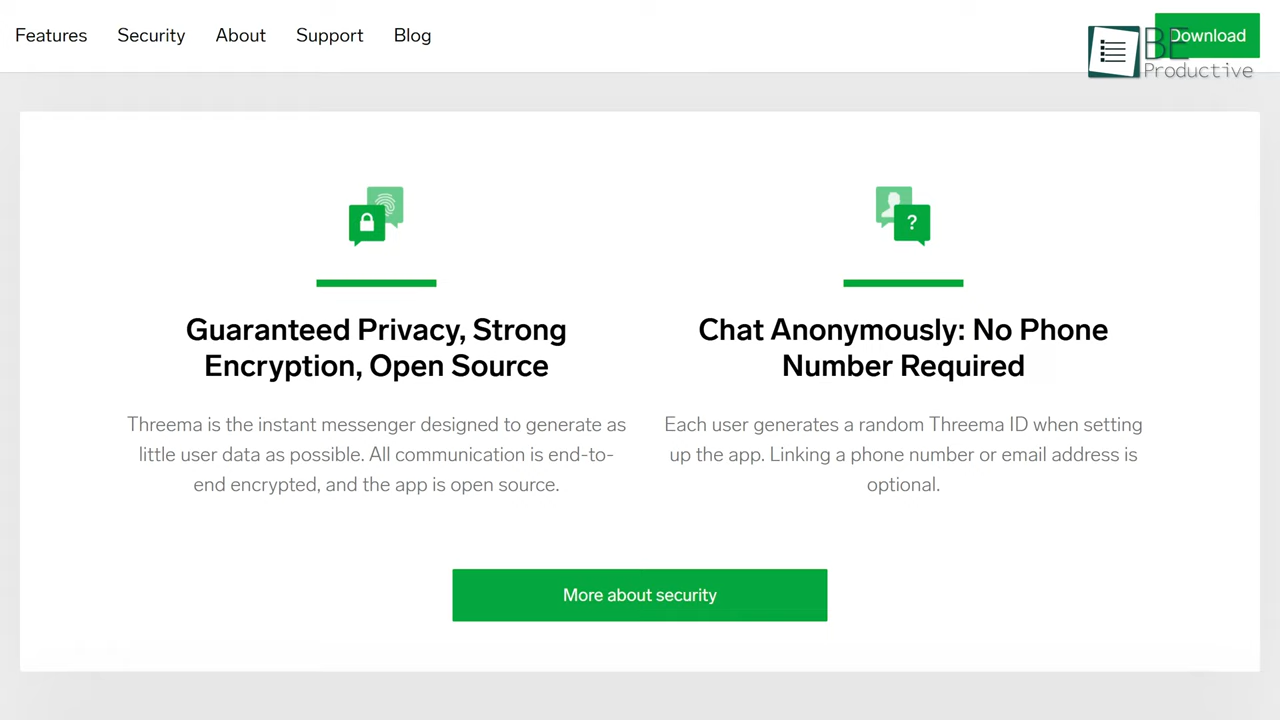 Features Security About Support Blog Download
BE
Productive
?
Guaranteed Privacy, Strong
Encryption, Open Source
Threema is the instant messenger designed to generate as
little user data as possible. All communication is end-to-
end encrypted, and the app is open source.
Chat Anonymously: No Phone
Number Required
Each user generates a random Threema ID when setting
up the app. Linking a phone number or email address is
optional.
More about security